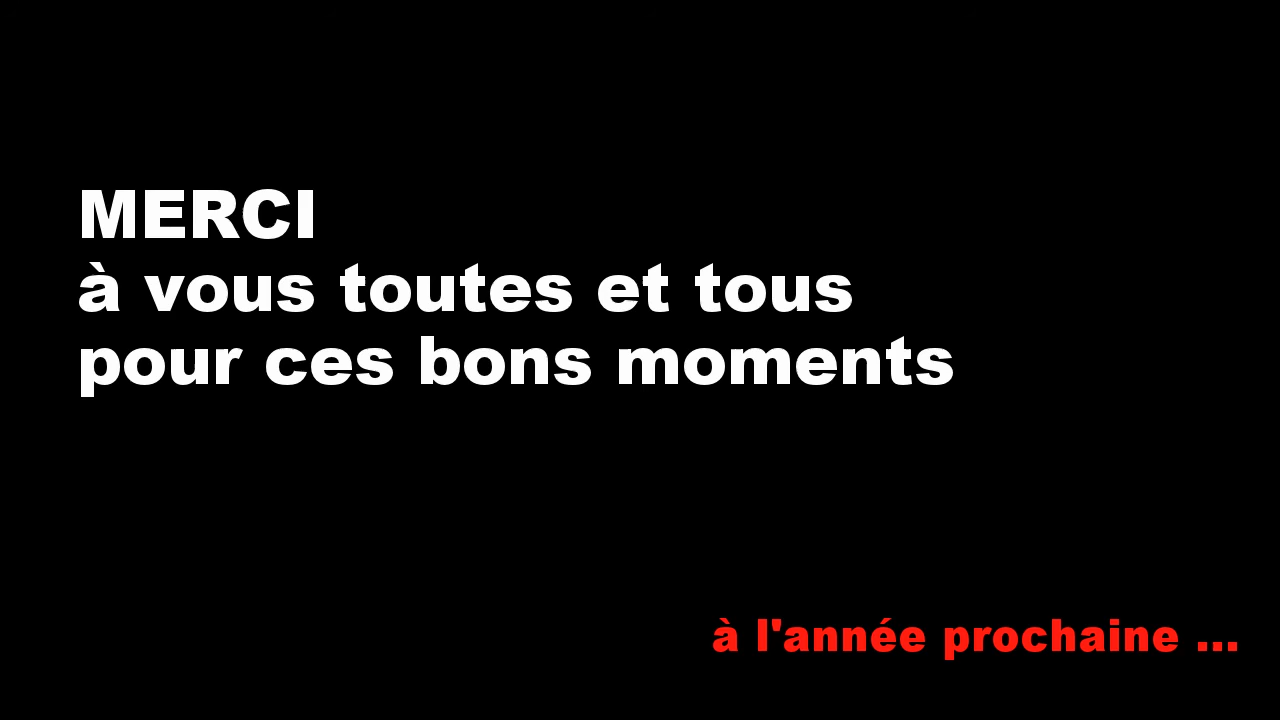 MERCI
à vous toutes et tous
pour ces bons moments
à l'année prochaine ...